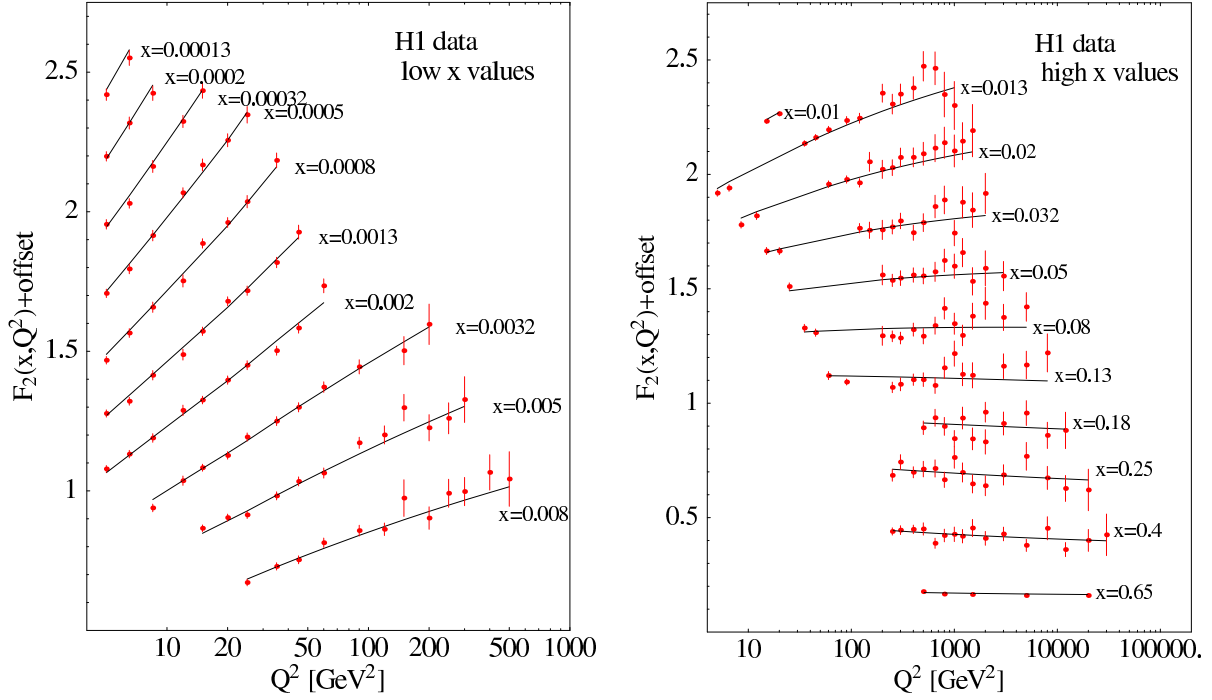 H1 data
low x values
x=0.00013
x=0.0002
x=0.00032
x=0.0005
x=0.0008
x=0.0013
x=0.002
x=0.0032
x=0.005
x=0.008
2.5
2
1.5
1
F₂(x,Q²)+offset
10 20 50 100 200 500 1000
Q² [GeV²]
H1 data
high x values
x=0.01
x=0.013
x=0.02
x=0.032
x=0.05
x=0.08
x=0.13
x=0.18
x=0.25
x=0.4
x=0.65
2.5
2
1.5
1
0.5
F₂(x,Q²)+offset
10 100 1000 10000 100000.
Q² [GeV²]